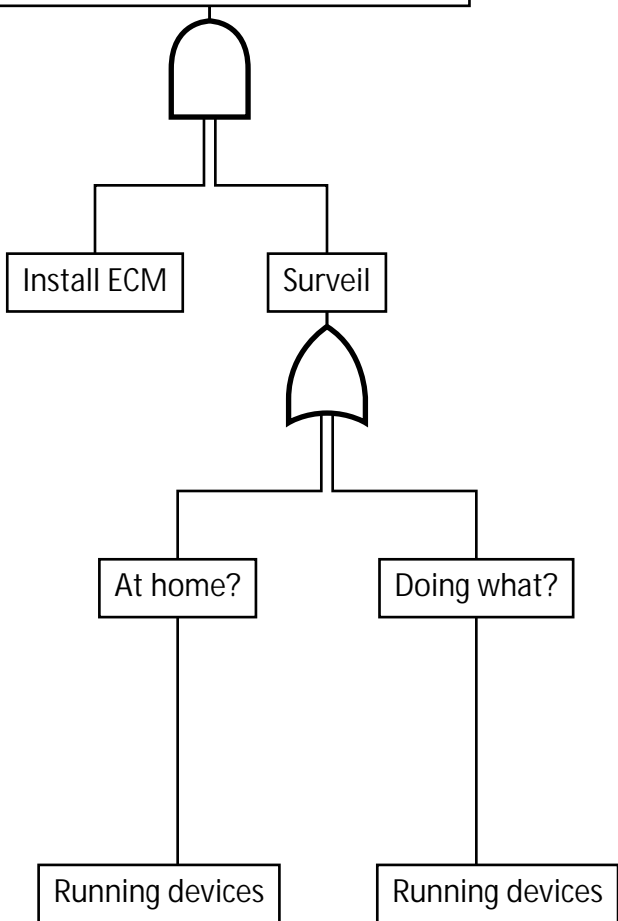 Install ECM
Surveil
At home?
Doing what?
Running devices
Running devices